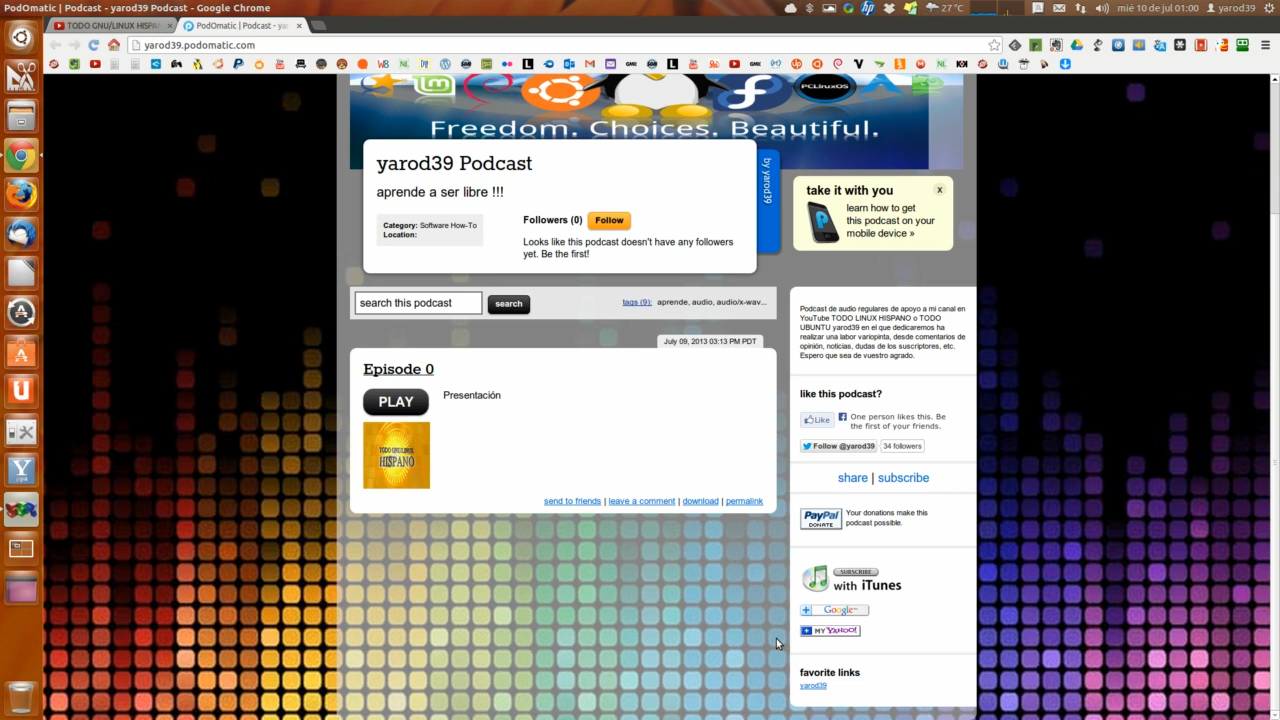 PodOmatic | Podcast - yarod39 Podcast - Google Chrome
27°C
mié 10 de jul 01:00
yarod39
TODO GNU/LINUX HISPAN
PodOmatic | Podcast - ya
yarod39.podomatic.com
PCLinuxOS
Freedom. Choices. Beautiful.
yarod39 Podcast
aprende a ser libre !!!
Category: Software How-To
Location:
Followers (0)
Follow
Looks like this podcast doesn't have any followers
yet. Be the first!
by yarod39
take it with you
x
learn how to get
this podcast on your
mobile device »
search this podcast
search
tags (9): aprende, audio, audio/x-wav...
July 09, 2013 03:13 PM PDT
Episode 0
PLAY
Presentación
TODO GNU/LINUX
HISPANO
send to friends | leave a comment | download | permalink
Podcast de audio regulares de apoyo a mi canal en
YouTube TODO LINUX HISPANO o TODO
UBUNTU yarod39 en el que dedicaremos ha
realizar una labor variopinta, desde comentarios de
opinión, noticias, dudas de los suscriptores, etc.
Espero que sea de vuestro agrado.
like this podcast?
Like
One person likes this. Be
the first of your friends.
Follow @yarod39
34 followers
share | subscribe
PayPal
DONATE
Your donations make this
podcast possible.
SUBSCRIBE
with iTunes
Google
MY YAHOO!
favorite links
yarod39